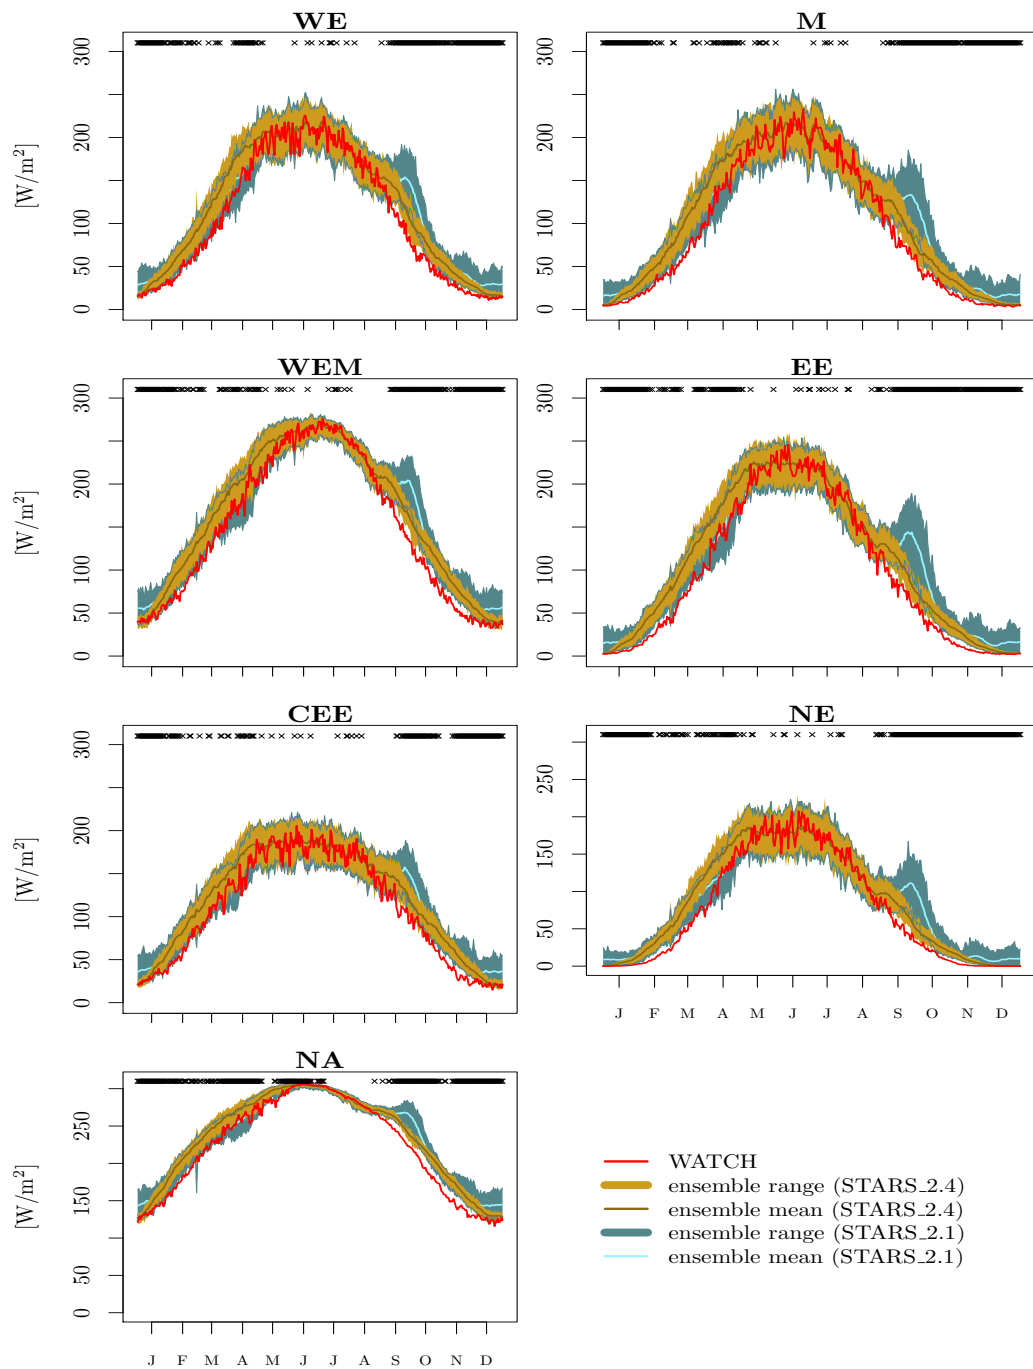 WE
M
[W/m²]
0 50 100 200 300
0 50 100 200 300
WEM
EE
[W/m²]
0 50 100 200 300
0 50 100 200 300
CEE
NE
[W/m²]
0 50 100 200 300
0 50 150 250
J F M A M J J A S O N D
NA
[W/m²]
0 50 150 250
J F M A M J J A S O N D
WATCH
ensemble range (STARS_2.4)
ensemble mean (STARS_2.4)
ensemble range (STARS_2.1)
ensemble mean (STARS_2.1)